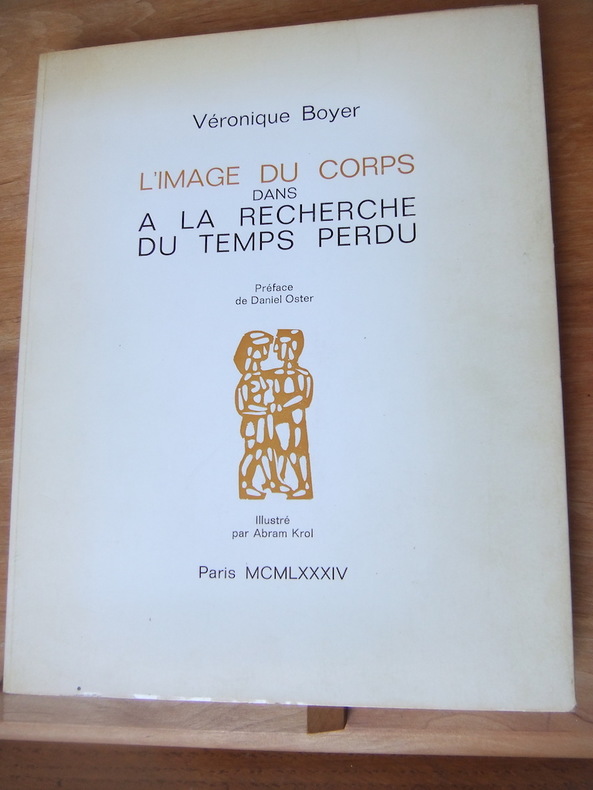 Véronique Boyer
L'IMAGE DU CORPS
DANS
A LA RECHERCHE
DU TEMPS PERDU
Préface
de Daniel Oster
Illustré
par Abram Krol
Paris MCMLXXXIV